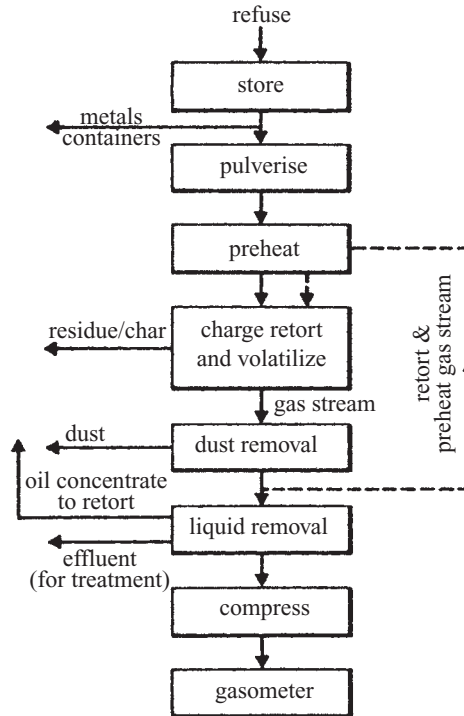 refuse
store
metals
containers
pulverise
preheat
retort &
preheat gas stream
residue/char
charge retort
and volatilize
gas stream
dust
dust removal
oil concentrate
to retort
liquid removal
effluent
(for treatment)
compress
gasometer